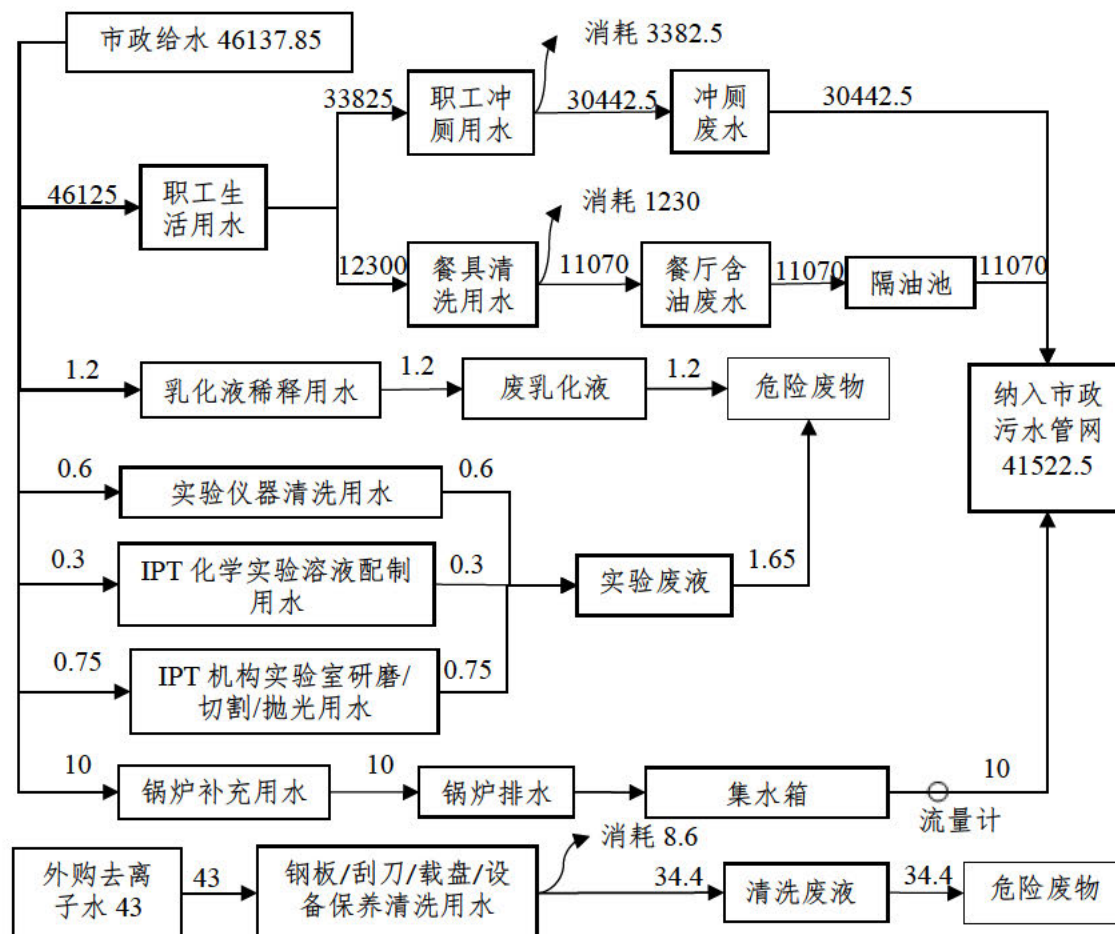 市政给水 46137.85
消耗 3382.5
33825
职工冲
厕用水
30442.5
冲厕
废水
30442.5
46125
职工生
活用水
消耗 1230
12300
餐具清
洗用水
11070
餐厅含
油废水
11070
隔油池
11070
1.2
乳化液稀释用水
1.2
废乳化液
1.2
危险废物
纳入市政
污水管网
41522.5
0.6
实验仪器清洗用水
0.6
0.3
IPT 化学实验溶液配制
用水
0.3
实验废液
1.65
0.75
IPT 机构实验室研磨/
切割/抛光用水
0.75
10
锅炉补充用水
10
锅炉排水
集水箱
10
流量计
外购去离
子水 43
43
钢板/刮刀/载盘/设
备保养清洗用水
消耗 8.6
34.4
清洗废液
34.4
危险废物